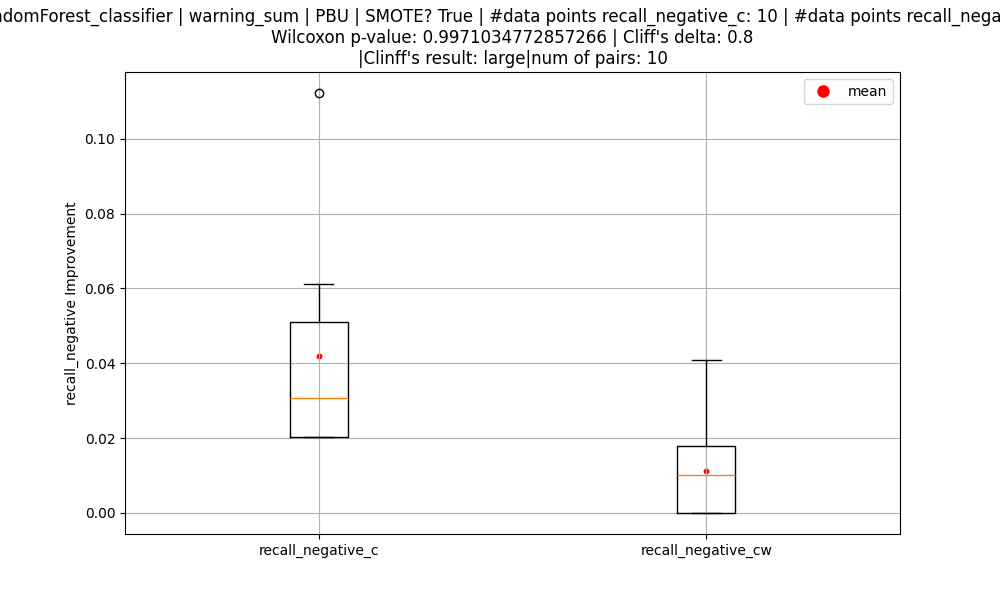 ndomForest_classifier | warning_sum | PBU | SMOTE? True | #data points recall_negative_c: 10 | #data points recall_nega
Wilcoxon p-value: 0.9971034772857266 | Cliff's delta: 0.8
|Clinff's result: large|num of pairs: 10
mean
recall_negative Improvement
0.10
0.08
0.06
0.04
0.02
0.00
recall_negative_c
recall_negative_cw